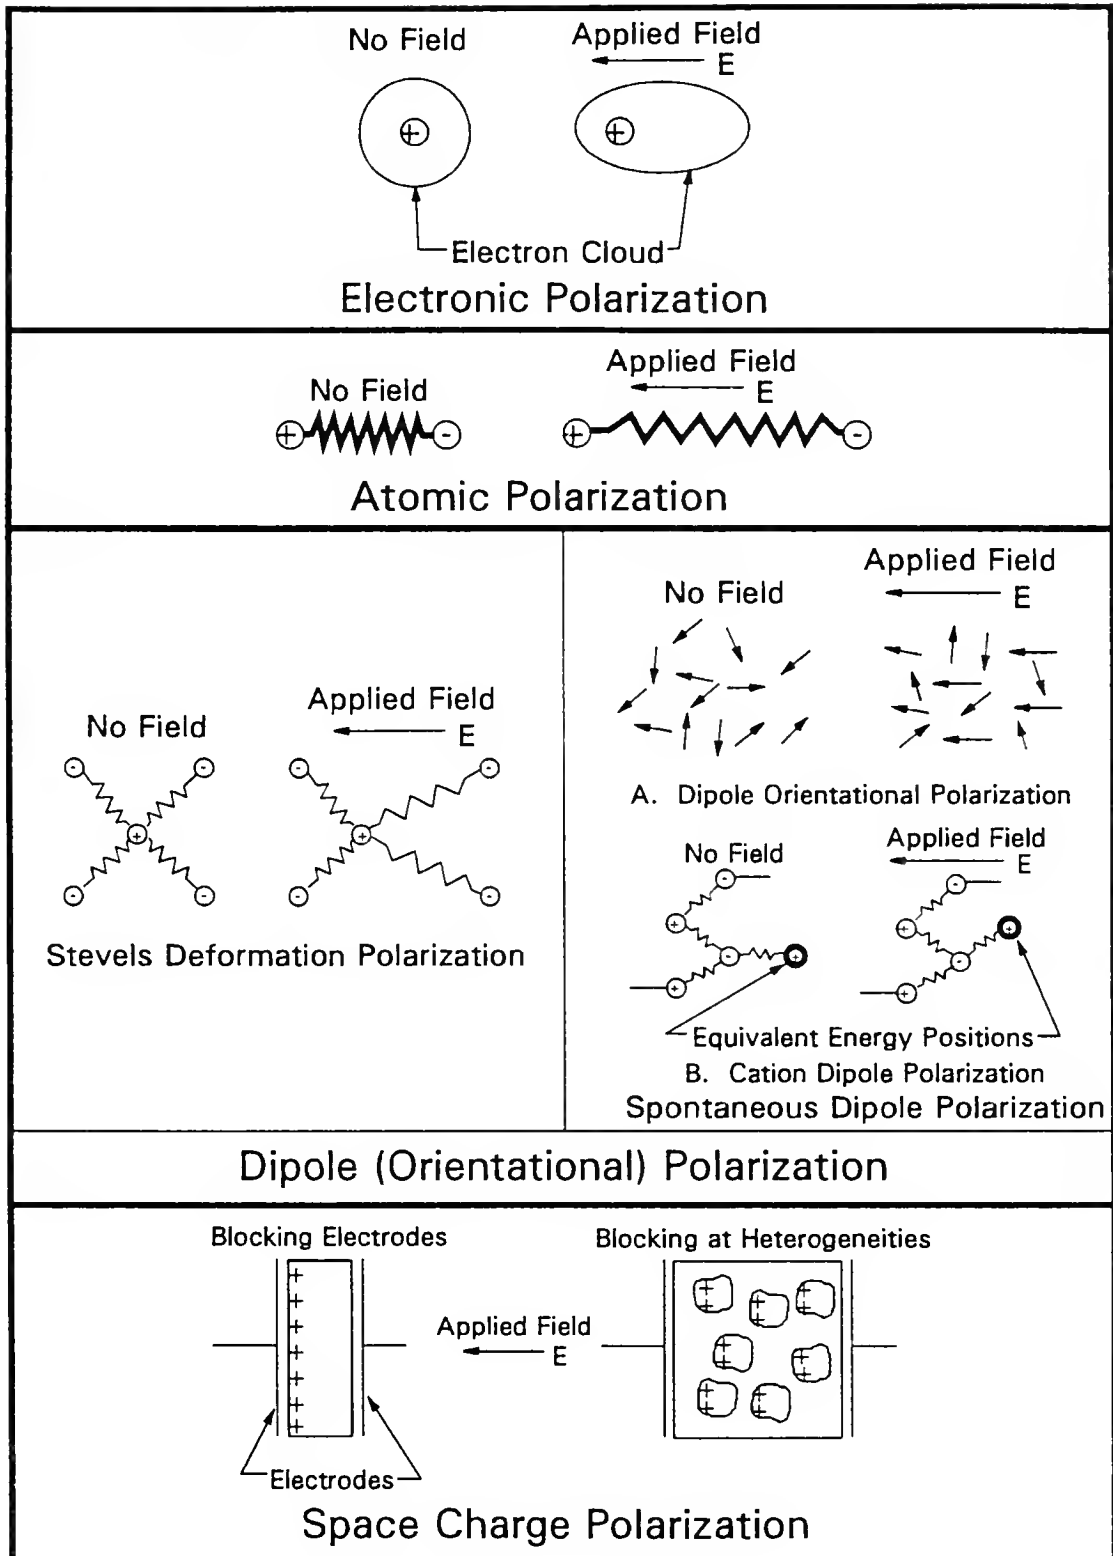 No Field
Applied Field
E
+
Electron Cloud
Electronic Polarization
Applied Field
No Field
E
+ - + -
Atomic Polarization
Applied Field
No Field
E
- - - -
+ +
- - - -
Stevels Deformation Polarization
Applied Field
No Field
E
A. Dipole Orientational Polarization
Applied Field
No Field
E
- -
+ + +
- + -
+ +
Equivalent Energy Positions
B. Cation Dipole Polarization
Spontaneous Dipole Polarization
Dipole (Orientational) Polarization
Blocking Electrodes
Blocking at Heterogeneities
+
+
+
+
+
+
+
Applied Field
E
Electrodes
Space Charge Polarization